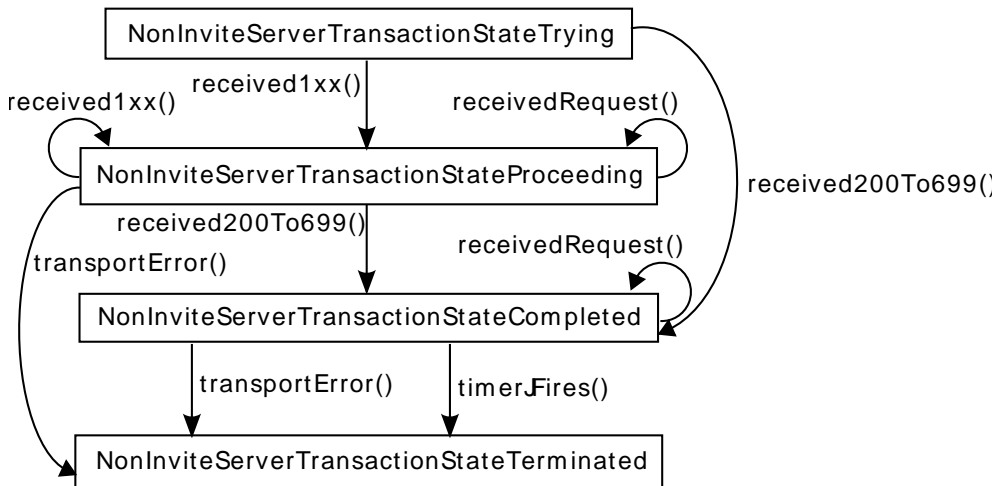 NonInviteServerTransactionStateTrying
received1xx()
received1xx()
receivedRequest()
NonInviteServerTransactionStateProceeding
received200To699()
received200To699()
receivedRequest()
transportError()
NonInviteServerTransactionStateCompleted
transportError()
timerJFires()
NonInviteServerTransactionStateTerminated